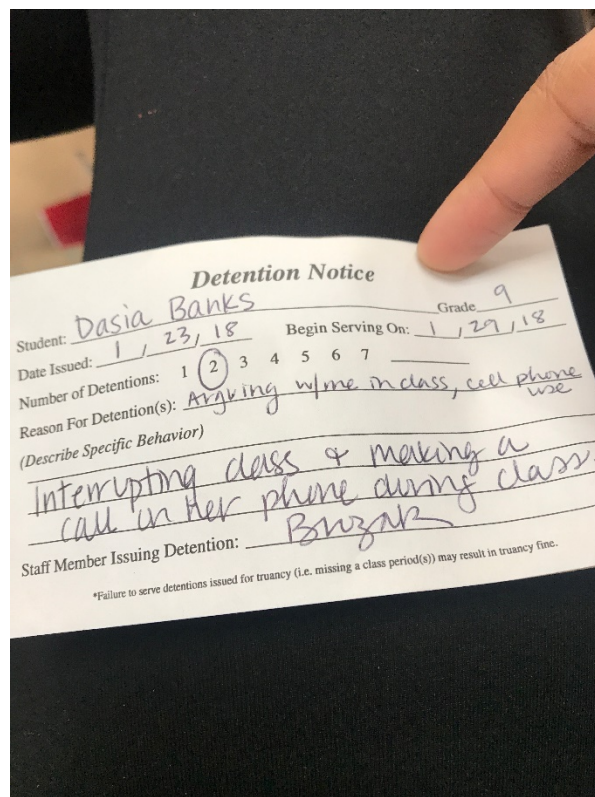 Detention Notice
Student: Dasia Banks Grade 9
Date Issued: 1 / 23 / 18 Begin Serving On: 1 / 29 / 18
Number of Detentions: 1 2 3 4 5 6 7
Reason For Detention(s): Arguing w/me in class, cell phone use
(Describe Specific Behavior)
Interrupting class & making a
call on her phone during class.
Staff Member Issuing Detention:
*Failure to serve detentions issued for truancy (i.e. missing a class period(s)) may result in truancy fine.